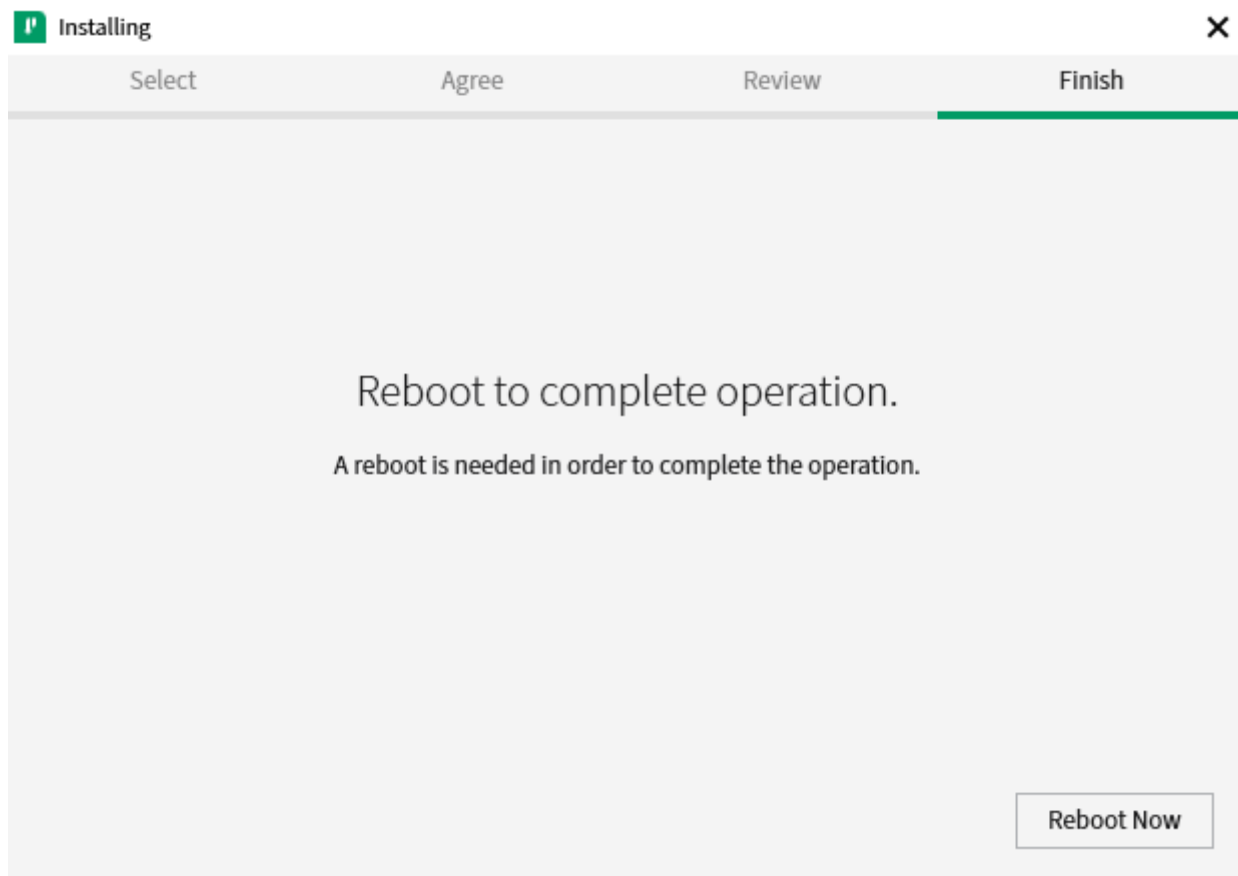 Installing
Select Agree Review Finish
Reboot to complete operation.
A reboot is needed in order to complete the operation.
Reboot Now